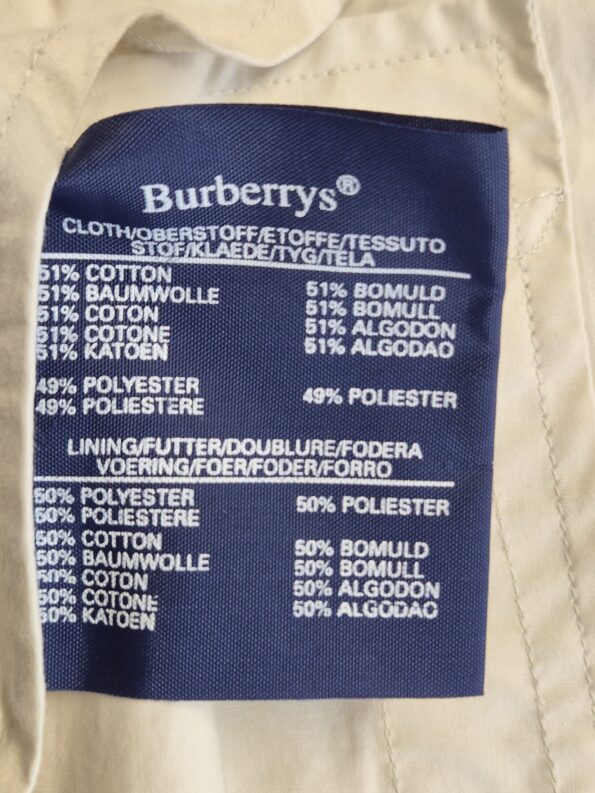 Burberrys®
CLOTH/OBERSTOFF/ETOFFE/TESSUTO
STOF/KLAEDE/TYG/TELA
51% COTTON
51% BAUMWOLLE
51% COTON
51% COTONE
51% KATOEN
51% BOMULD
51% BOMULL
51% ALGODON
51% ALGODAO
49% POLYESTER
49% POLIESTERE
49% POLIESTER
LINING/FUTTER/DOUBLURE/FODERA
VOERING/FOER/FODER/FORRO
50% POLYESTER
50% POLIESTERE
50% POLIESTER
50% COTTON
50% BAUMWOLLE
50% COTON
50% COTONE
50% KATOEN
50% BOMULD
50% BOMULL
50% ALGODON
50% ALGODAO